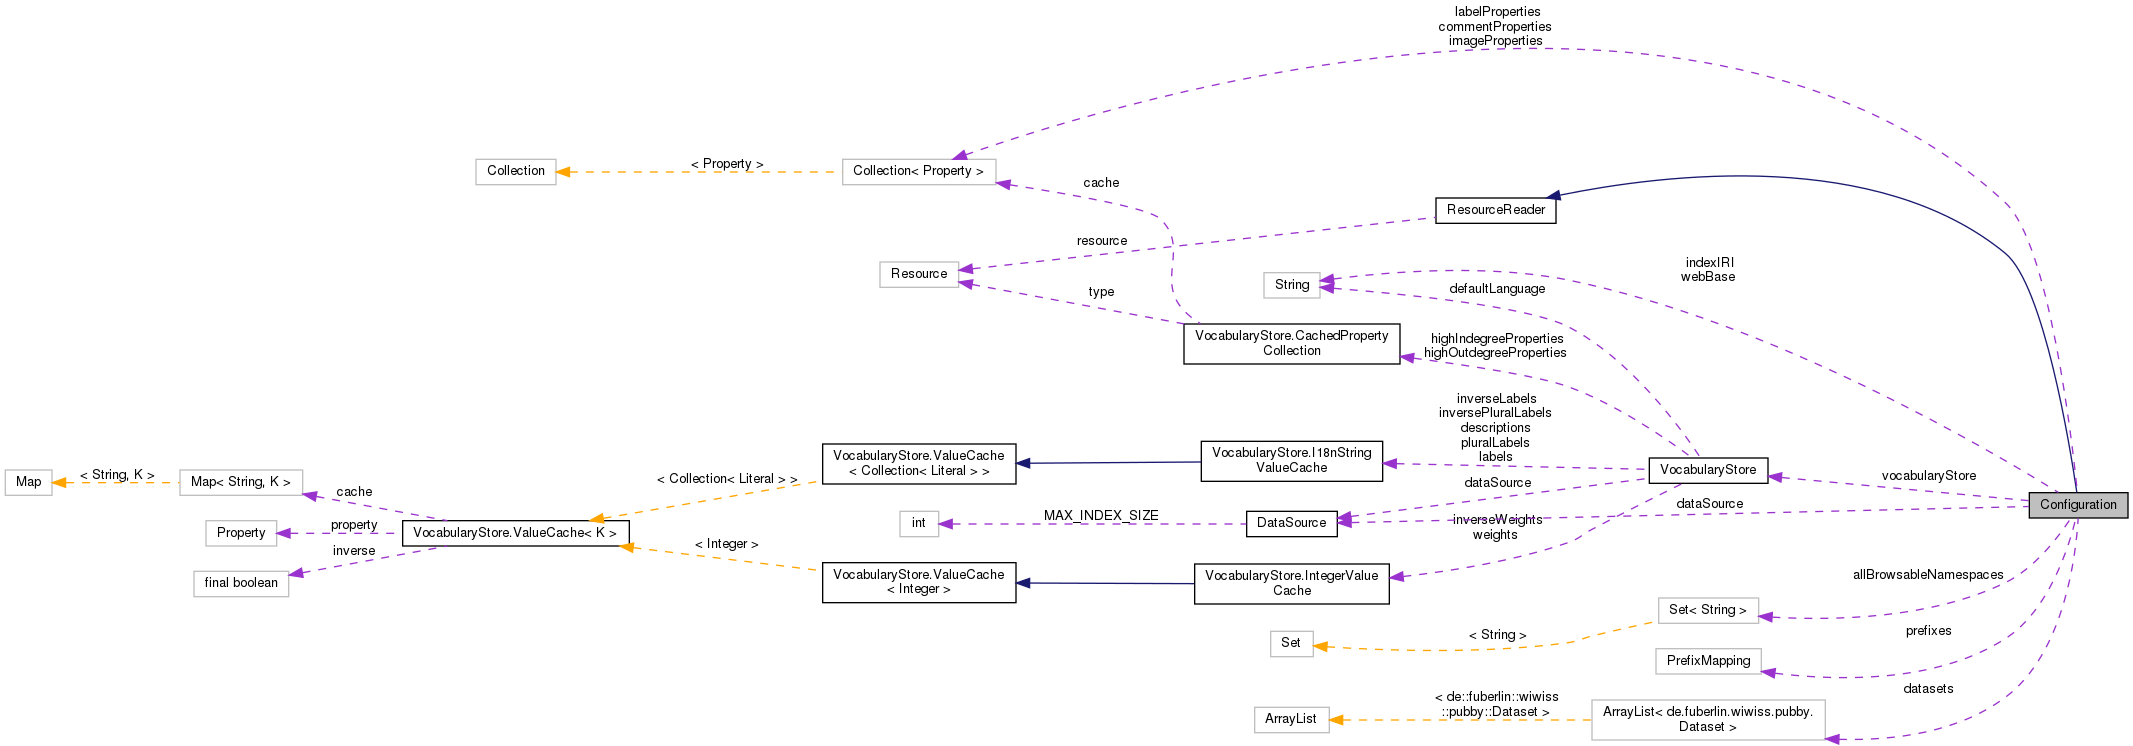 labelProperties
commentProperties
imageProperties
< Property >
Collection
Collection< Property >
cache
ResourceReader
resource
Resource
indexIRI
webBase
String
defaultLanguage
type
VocabularyStore.CachedProperty
Collection
highIndegreeProperties
highOutdegreeProperties
inverseLabels
inversePluralLabels
descriptions
pluralLabels
labels
VocabularyStore.ValueCache
< Collection< Literal > >
VocabularyStore.I18nString
ValueCache
VocabularyStore
vocabularyStore
< String, K >
Map
Map< String, K >
< Collection< Literal > >
cache
dataSource
dataSource
Configuration
MAX_INDEX_SIZE
int
DataSource
property
Property
VocabularyStore.ValueCache< K >
inverseWeights
weights
inverse
final boolean
< Integer >
VocabularyStore.ValueCache
< Integer >
VocabularyStore.IntegerValue
Cache
allBrowsableNamespaces
Set< String >
< String >
Set
prefixes
PrefixMapping
datasets
< de::fuberlin::wiwiss
::pubby::Dataset >
ArrayList
ArrayList< de.fuberlin.wiwiss.pubby.
Dataset >